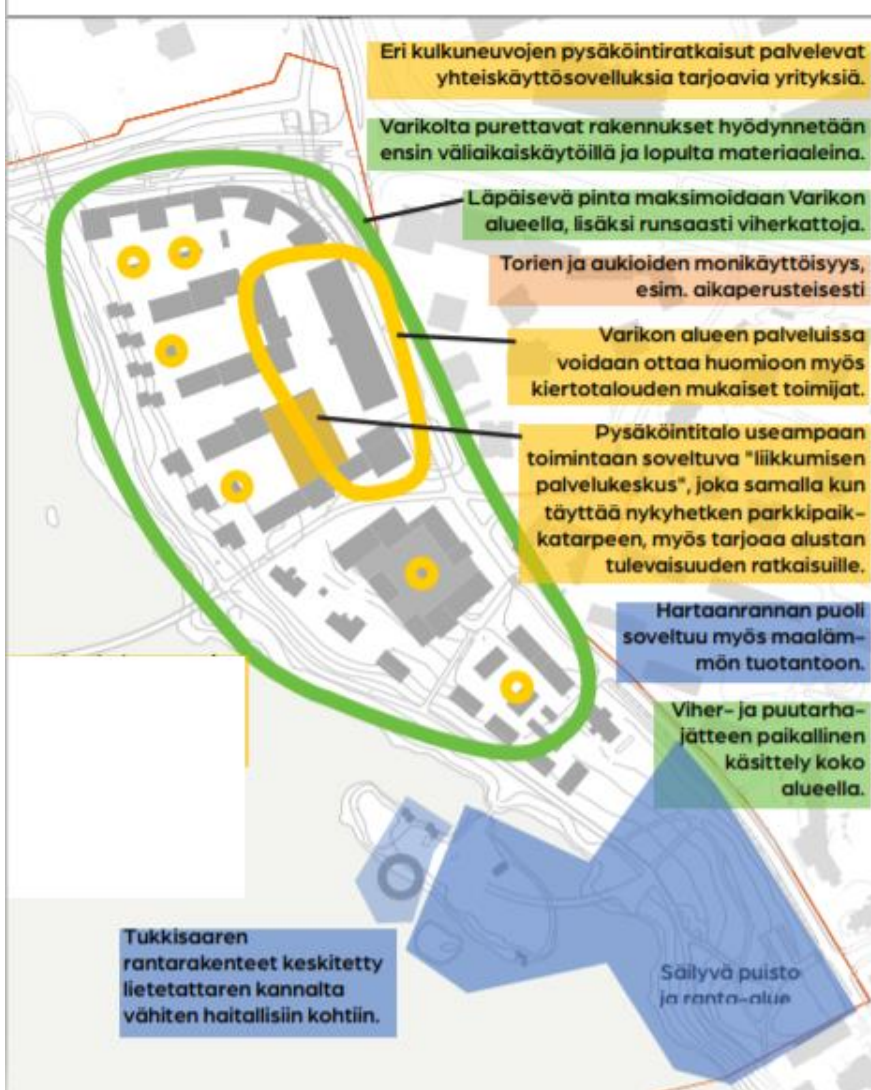 Eri kulkuneuvojen pysäköintiratkaisut palvelevat
yhteiskäyttösovelluksia tarjoavia yrityksiä.
Varikolta purettavat rakennukset hyödynnetään
ensin väliaikaiskäytöillä ja lopulta materiaaleina.
Läpäisevä pinta maksimoidaan Varikon
alueella, lisäksi runsaasti viherkattoja.
Torien ja aukioiden monikäyttöisyys,
esim. aikaperusteisesti
Varikon alueen palveluissa
voidaan ottaa huomioon myös
kiertotalouden mukaiset toimijat.
Pysäköintitalo useampaan
toimintaan soveltuva "liikkumisen
palvelukeskus", joka samalla kun
täyttää nykyhetken parkkipaik-
katarpeen, myös tarjoaa alustan
tulevaisuuden ratkaisuille.
Hartaanrannan puoli
soveltuu myös maaläm-
mön tuotantoon.
Viher- ja puutarha-
jätteen paikallinen
käsittely koko
alueella.
Tukkisaaren
rantarakenteet keskitetty
lietetattaren kannalta
vähiten haitallisiin kohtiin.
Säilyvä puisto
ja ranta-alue